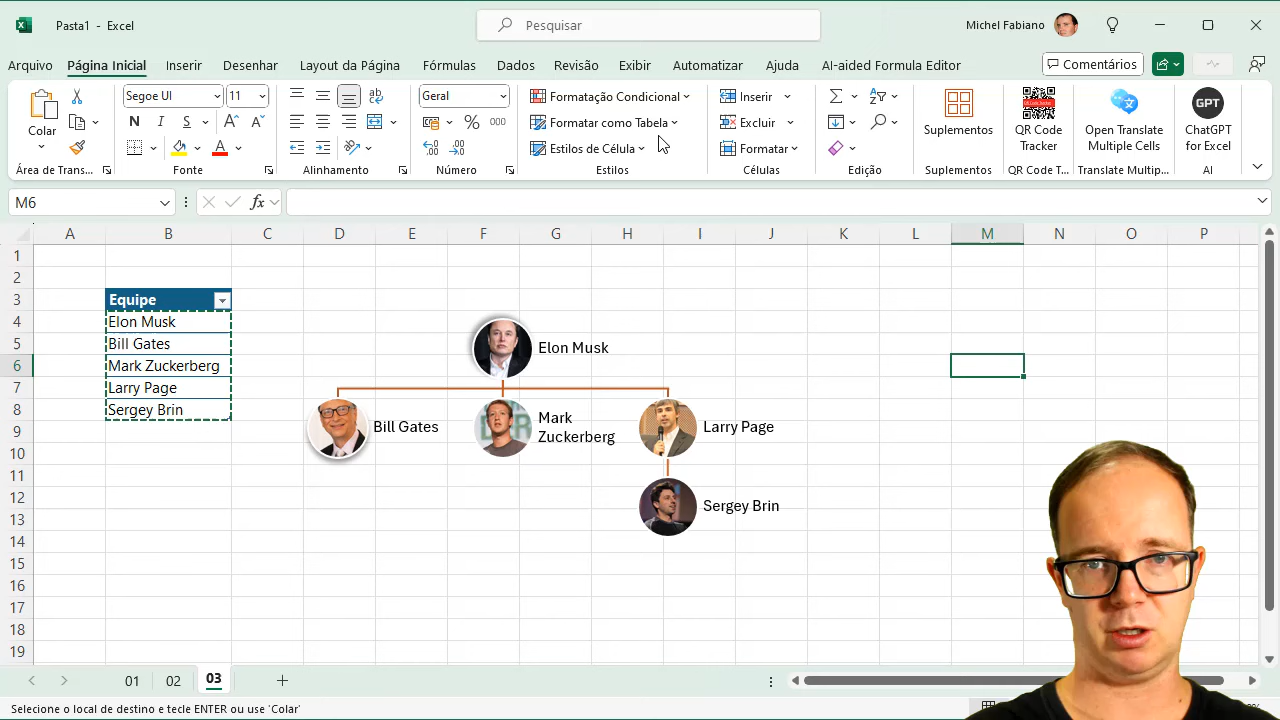 Pasta1 - Excel
Pesquisar
Michel Fabiano
Arquivo Página Inicial Inserir Desenhar Layout da Página Fórmulas Dados Revisão Exibir Automatizar Ajuda AI-aided Formula Editor
Comentários
Colar
Área de Trans...
Segoe UI 11
N I S
Fonte
Alinhamento
Geral
% 000
Número
Formatação Condicional
Formatar como Tabela
Estilos de Célula
Estilos
Inserir
Excluir
Formatar
Células
Edição
Suplementos
Suplementos
QR Code
Tracker
QR Code T...
Open Translate
Multiple Cells
Translate Multip...
GPT
ChatGPT
for Excel
AI
M6
fx
A B C D E F G H I J K L M N O P
1
2
3 Equipe
4 Elon Musk
5 Bill Gates
6 Mark Zuckerberg
7 Larry Page
8 Sergey Brin
9
10
11
12
13
14
15
16
17
18
19
Elon Musk
Bill Gates
Mark
Zuckerberg
Larry Page
Sergey Brin
01 02 03
Selecione o local de destino e tecle ENTER ou use 'Colar'